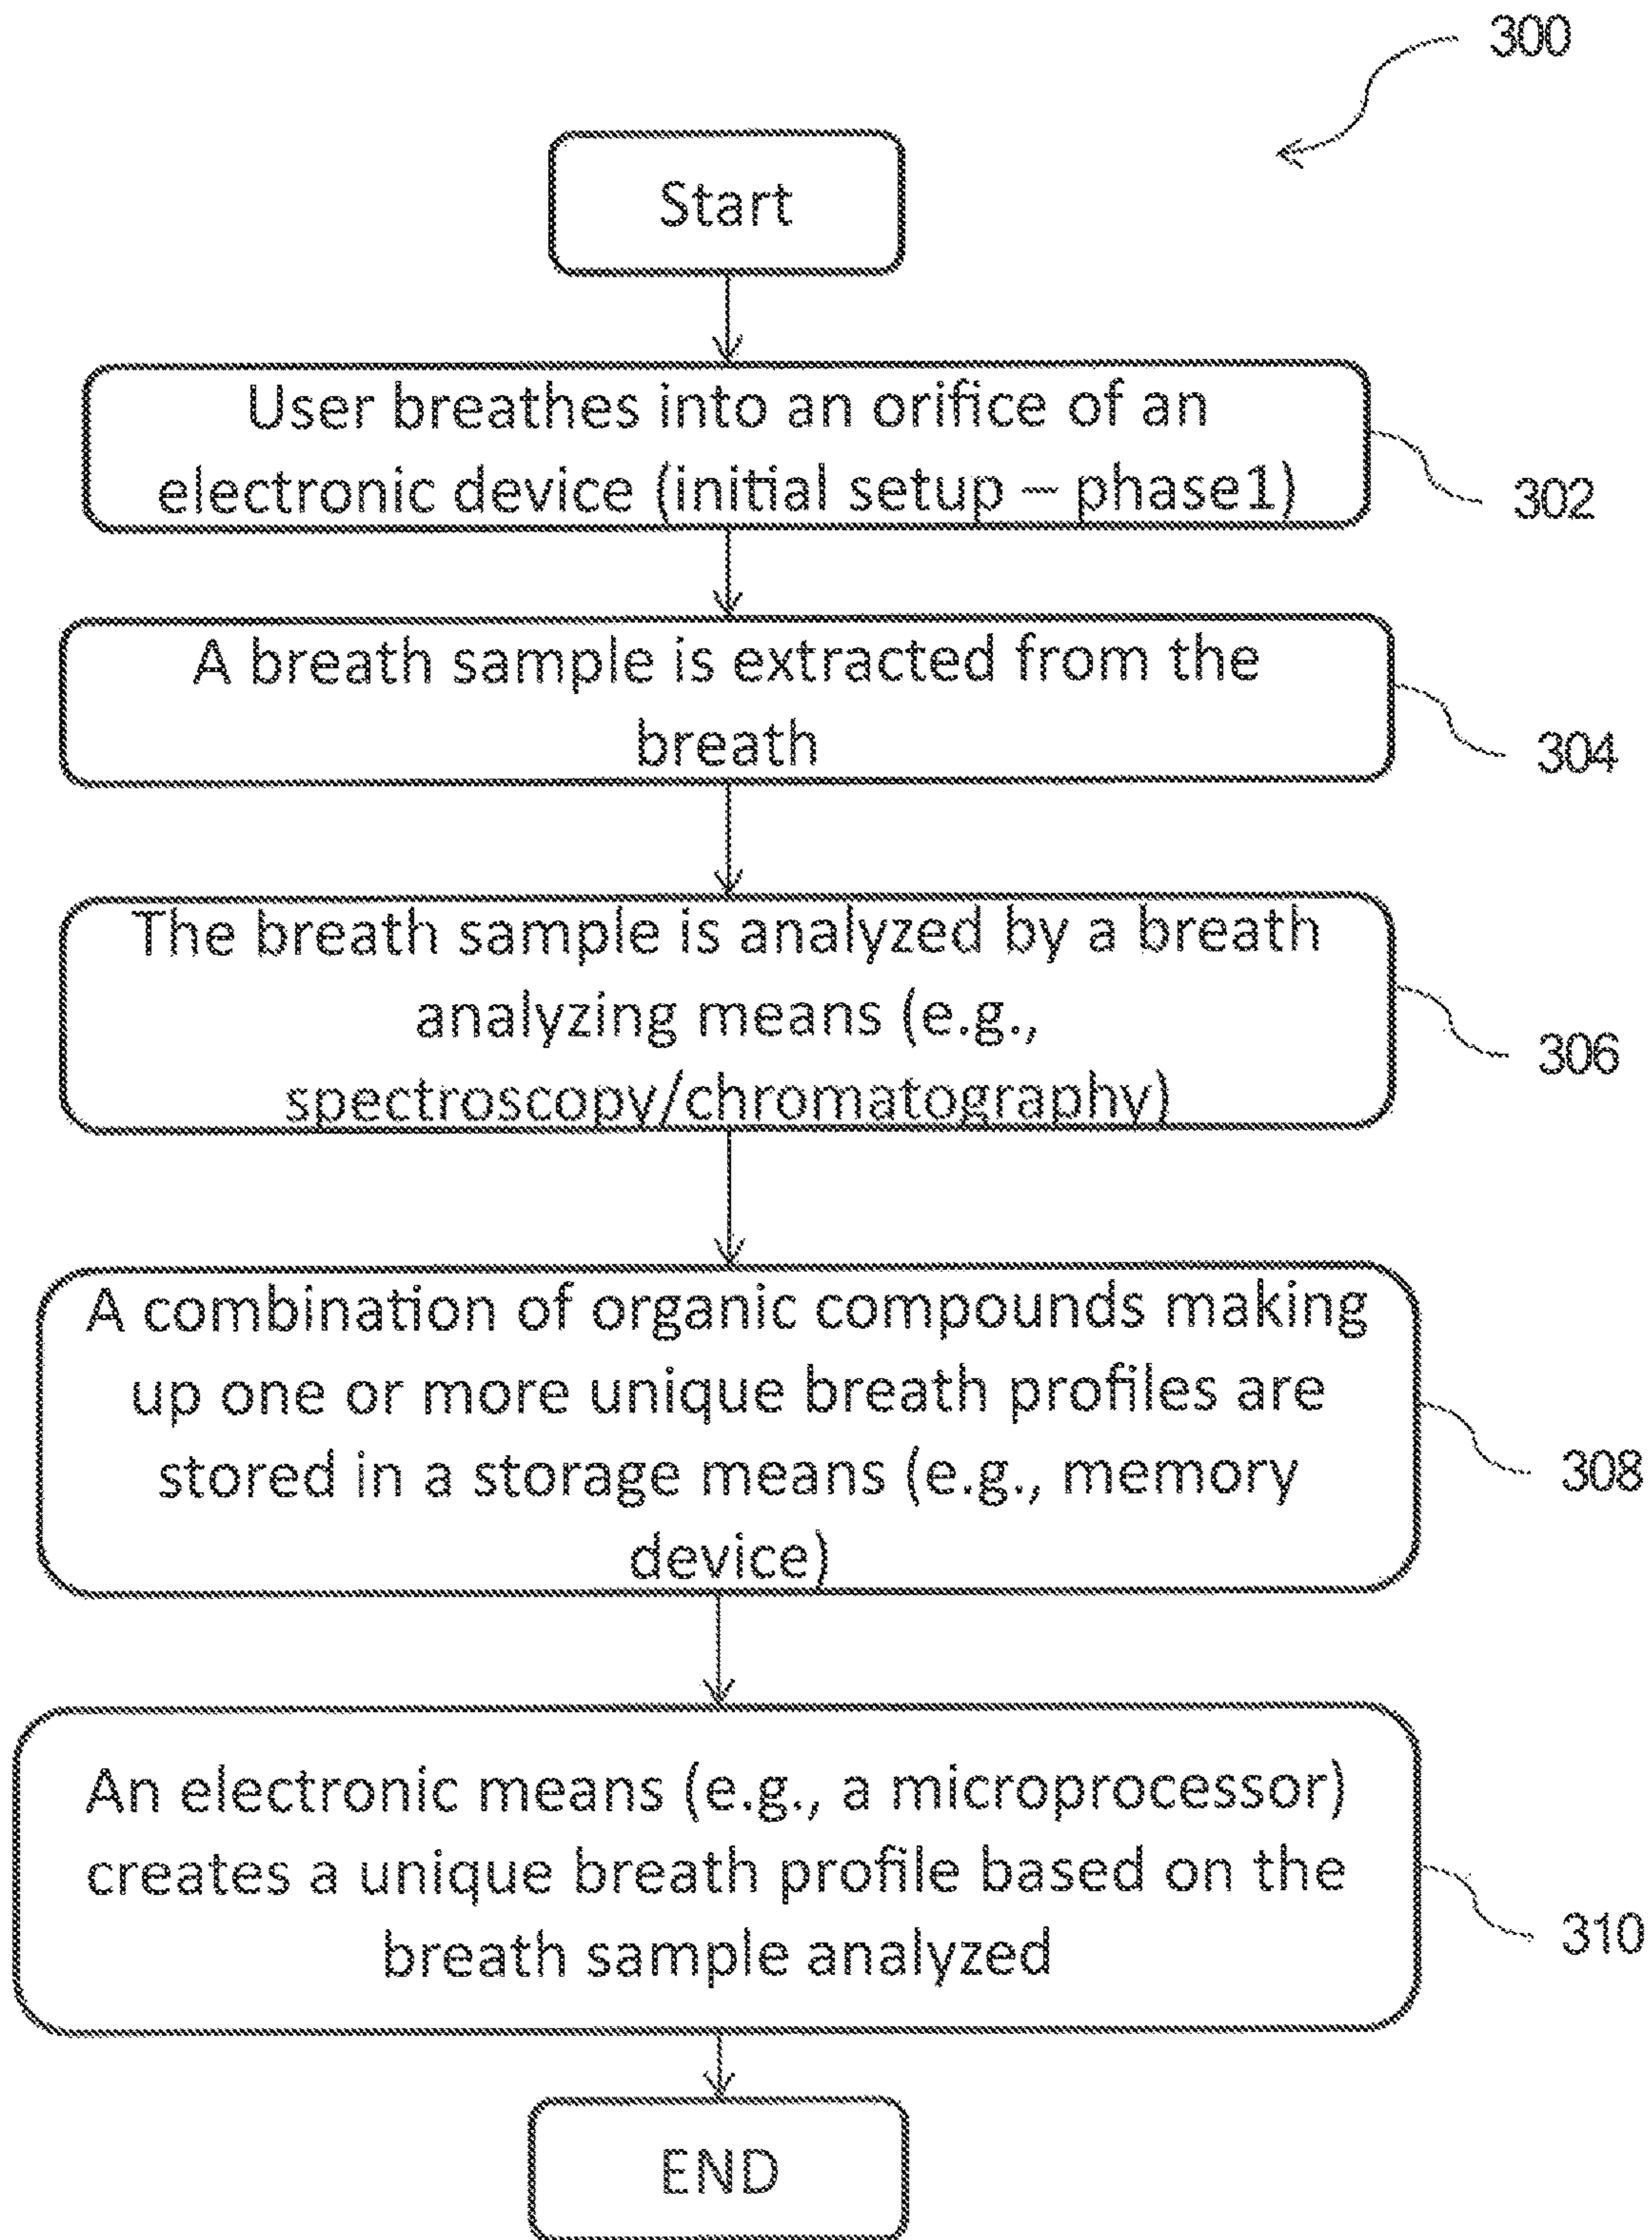 300
Start
User breathes into an orifice of an
electronic device (initial setup – phase1)
302
A breath sample is extracted from the
breath
304
The breath sample is analyzed by a breath
analyzing means (e.g.,
spectroscopy/chromatography)
306
A combination of organic compounds making
up one or more unique breath profiles are
stored in a storage means (e.g., memory
device)
308
An electronic means (e.g., a microprocessor)
creates a unique breath profile based on the
breath sample analyzed
310
END